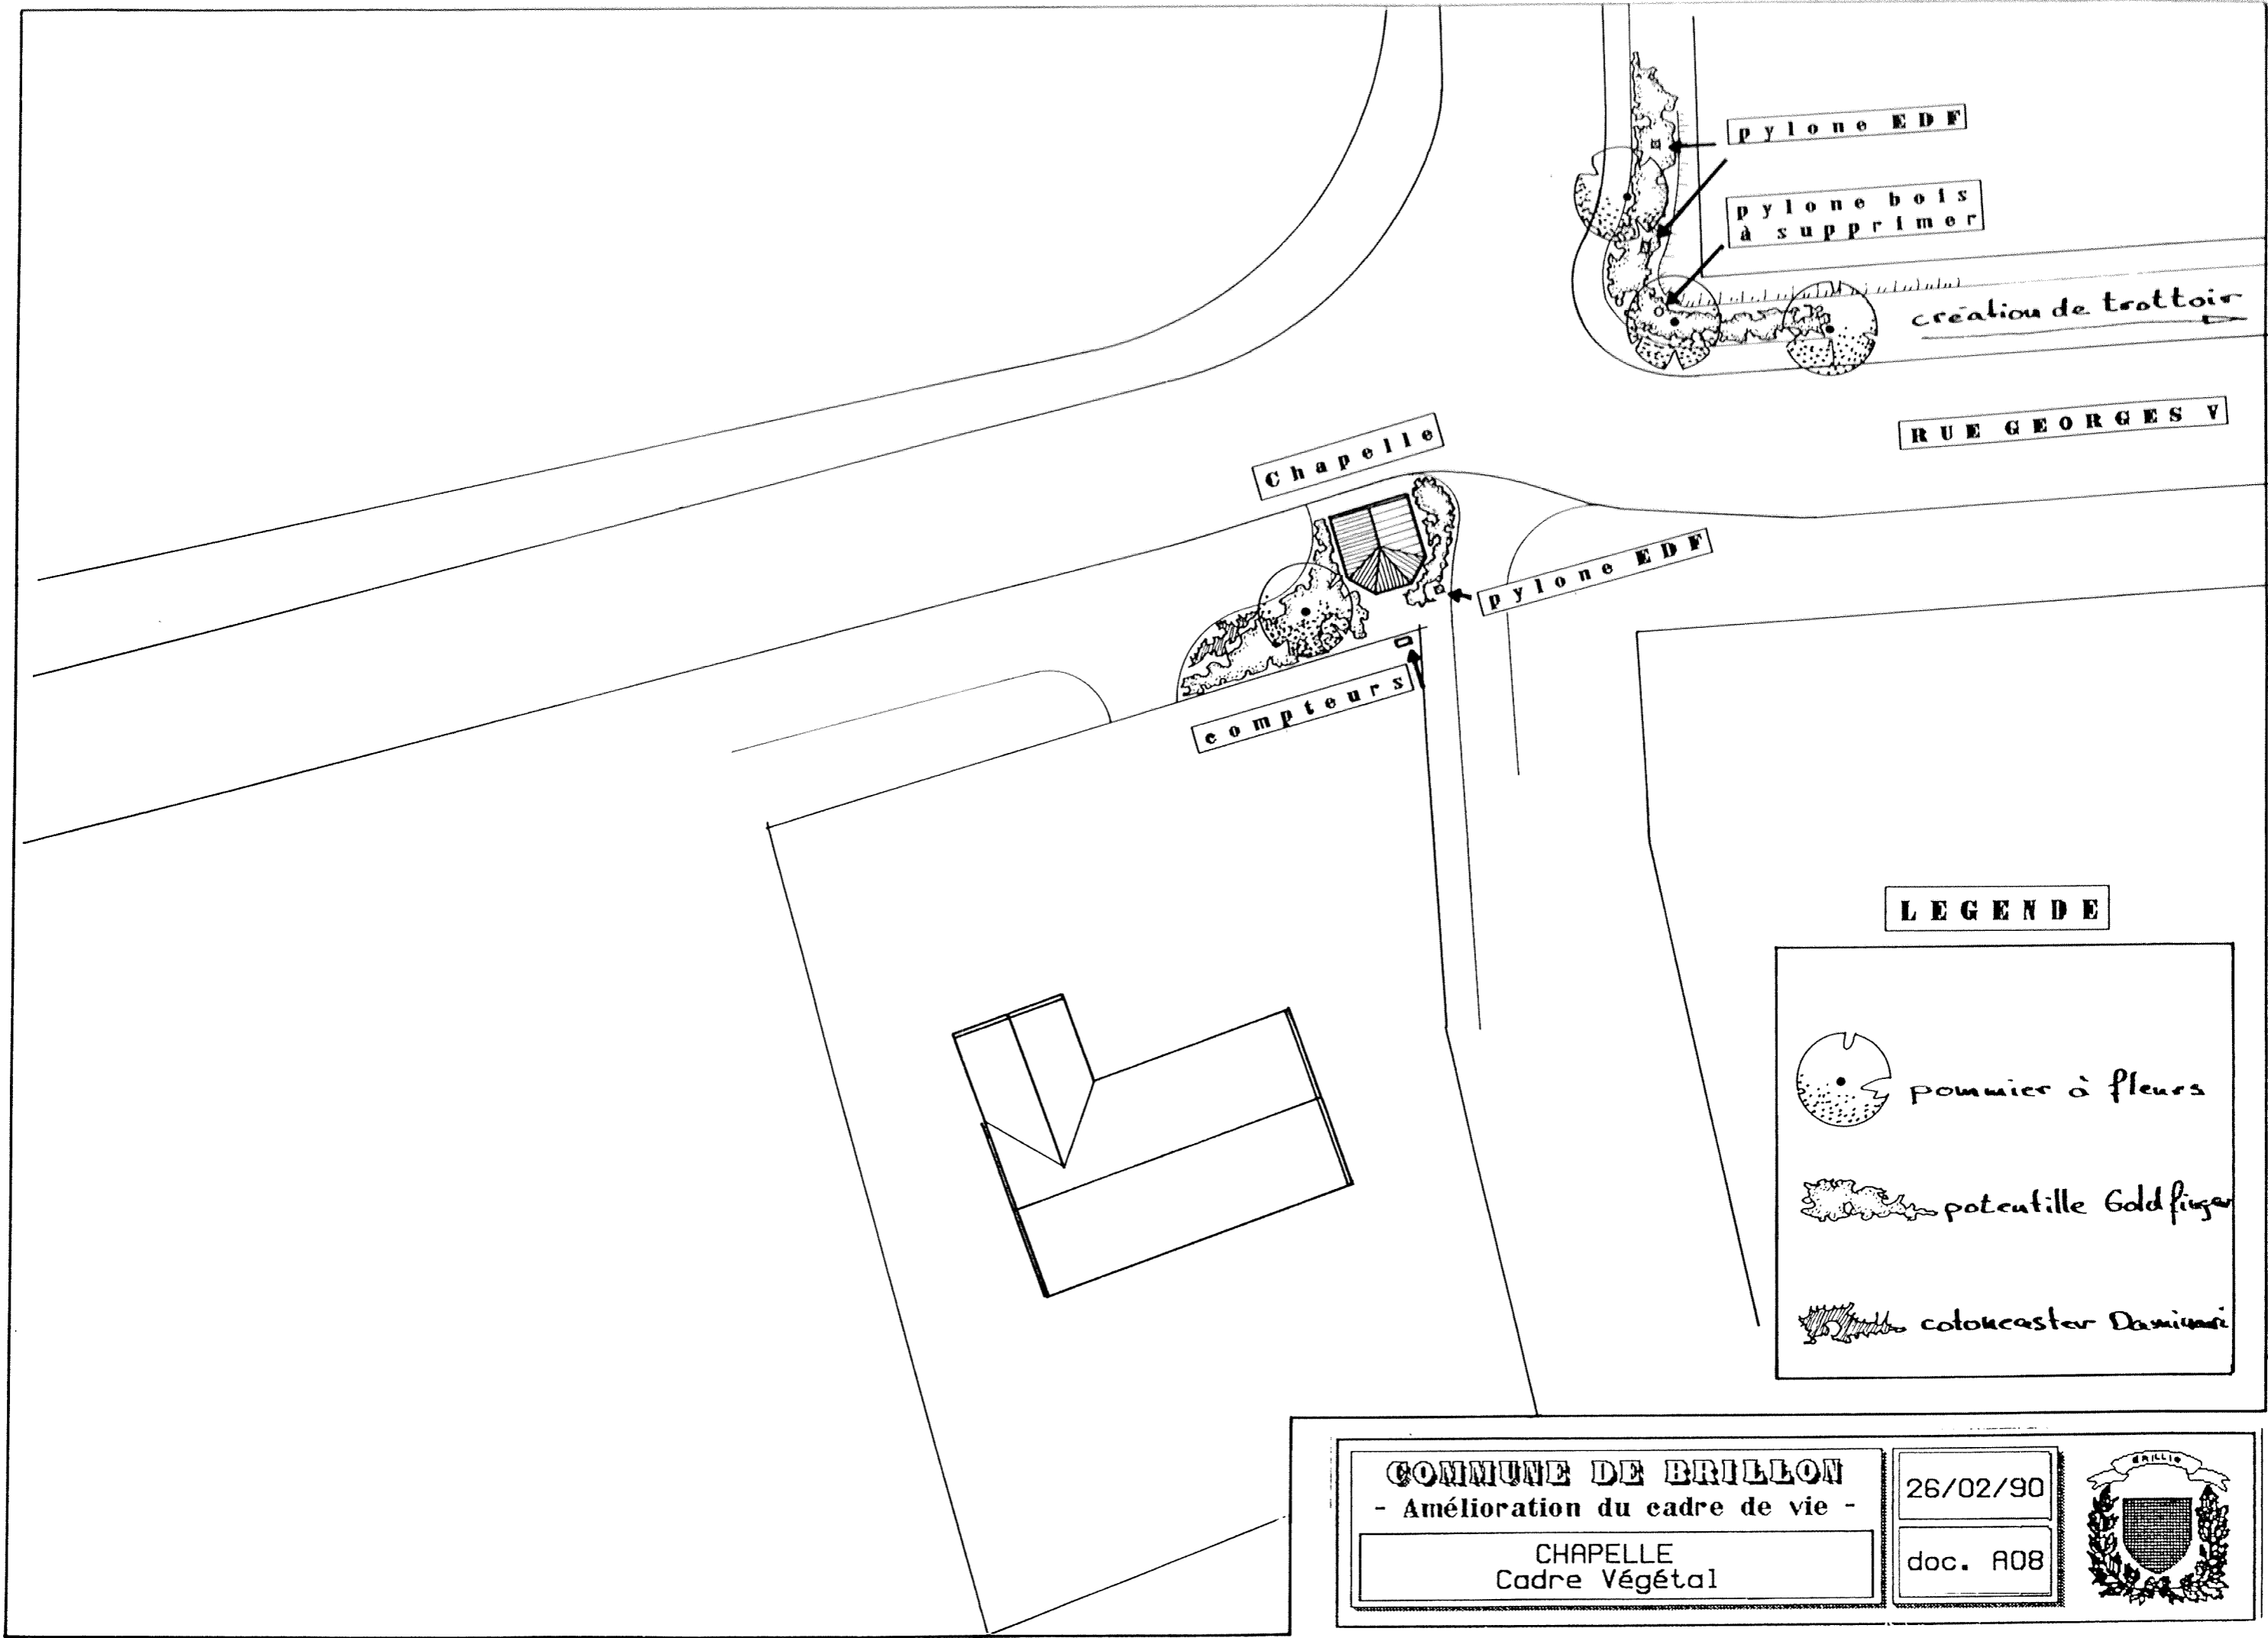 pylone EDF
pylone bois
à supprimer
création de trottoir
RUE GEORGES V
Chapelle
pylone EDF
compteurs
LEGENDE
pommier à fleurs
potentille Goldfinger
cotoneaster
COMMUNE DE BRILLON
- Amélioration du cadre de vie -
CHAPELLE
Cadre Végétal
26/02/90
doc. A08